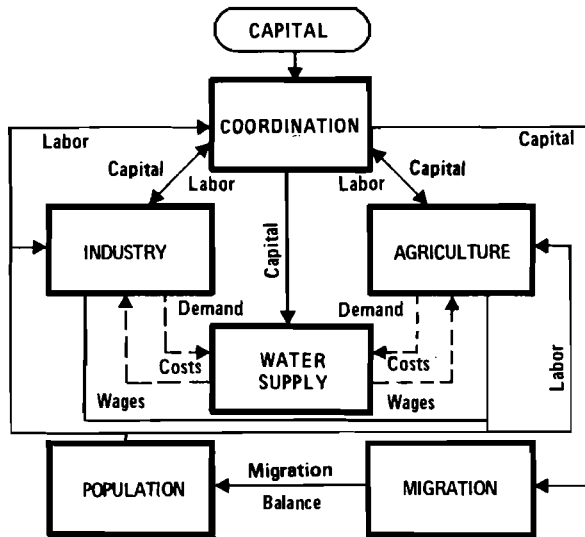 CAPITAL
COORDINATION
Labor
Capital
Capital
Labor
Labor
Capital
INDUSTRY
AGRICULTURE
Capital
Demand
Demand
WATER
SUPPLY
Costs
Costs
Labor
Wages
Wages
POPULATION
Migration
Balance
MIGRATION